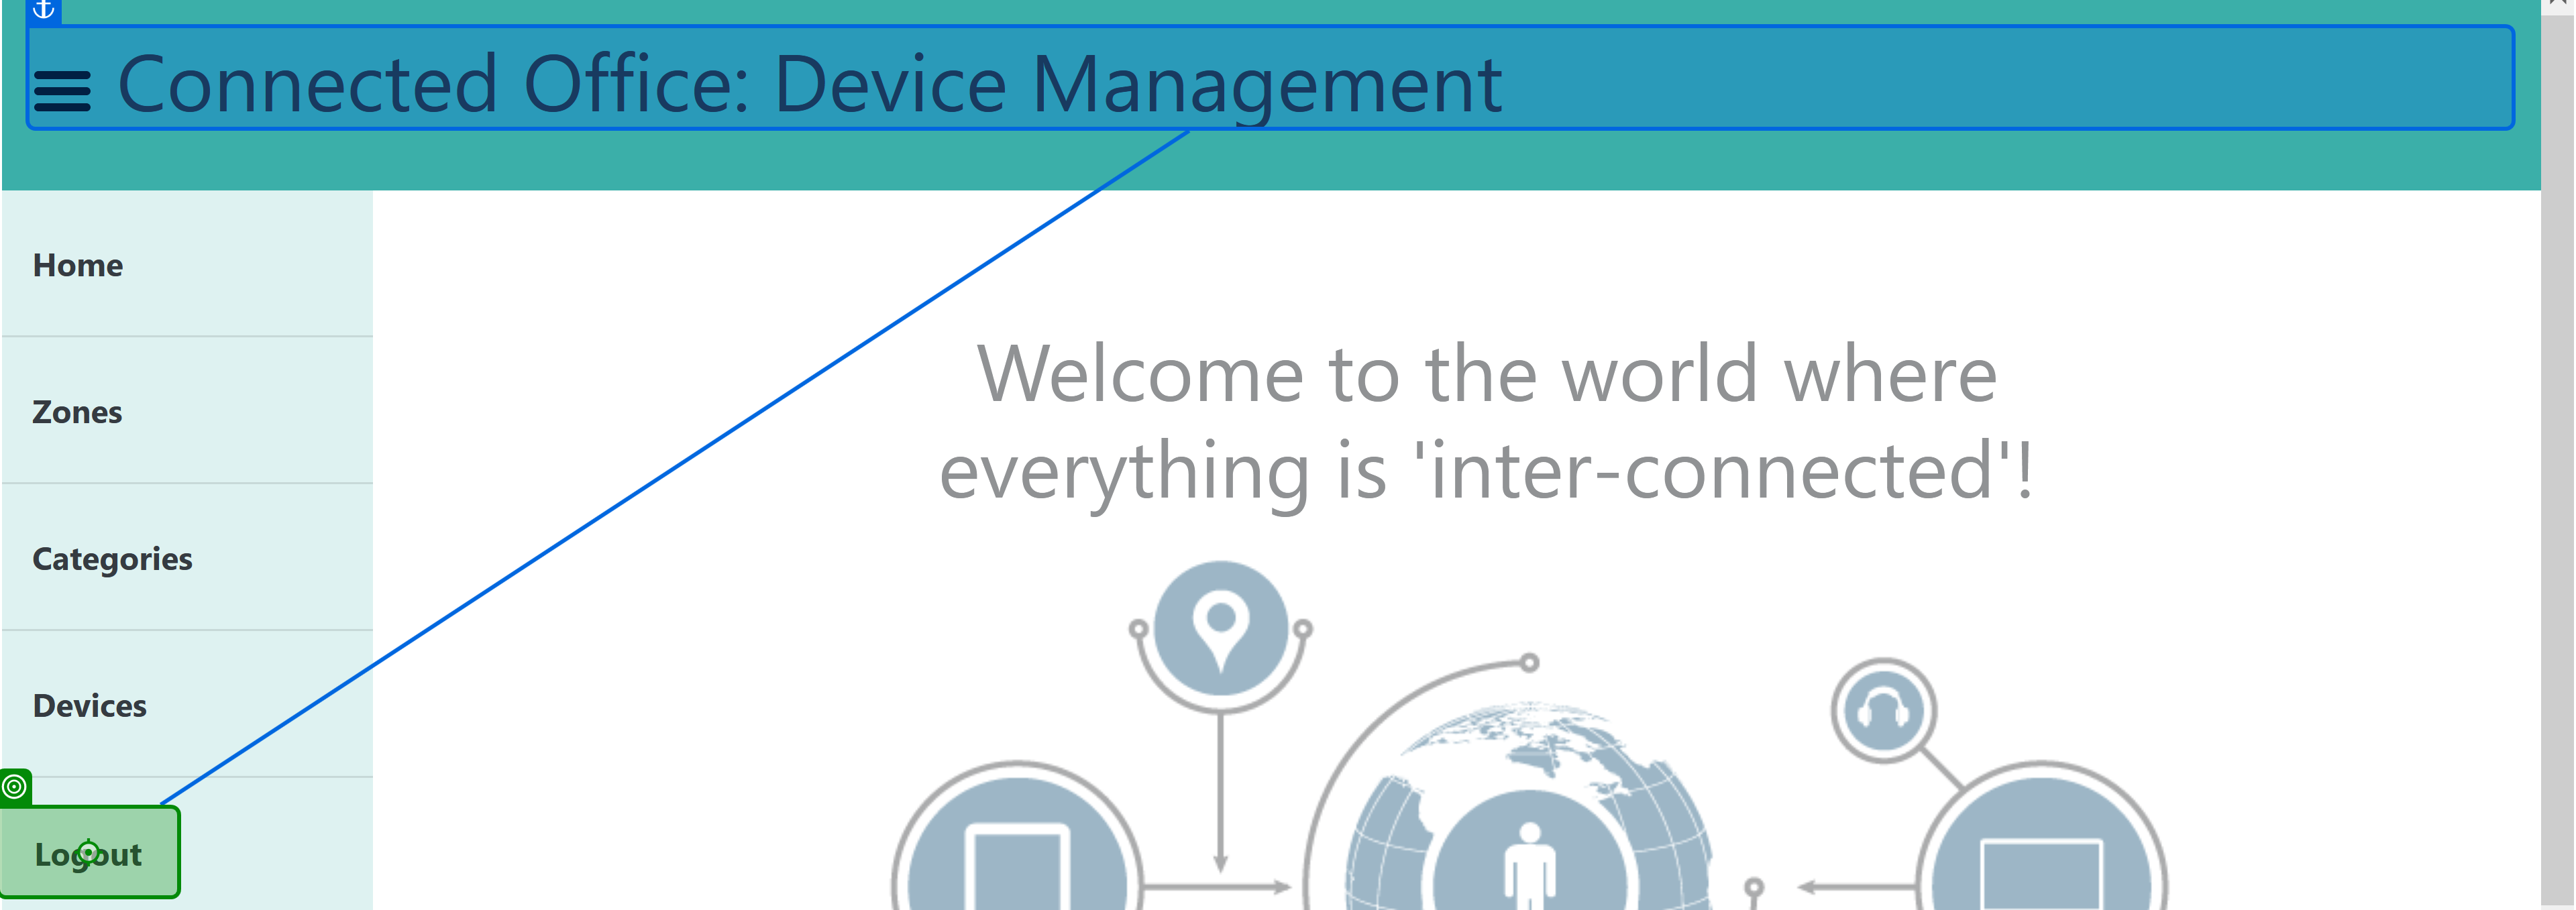 Connected Office: Device Management
Home
Zones
Categories
Devices
Logout
Welcome to the world where
everything is 'inter-connected'!